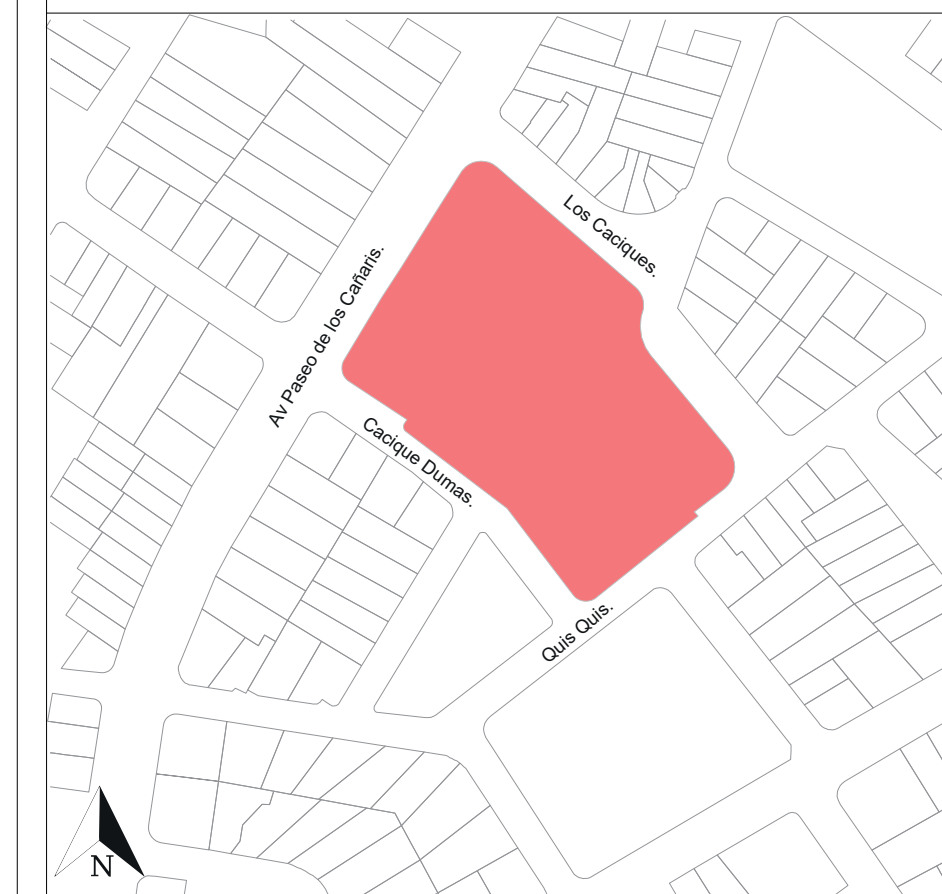 Los Caciques.
Av Paseo de los Cañaris.
Cacique Dumas.
Quis Quis.
N